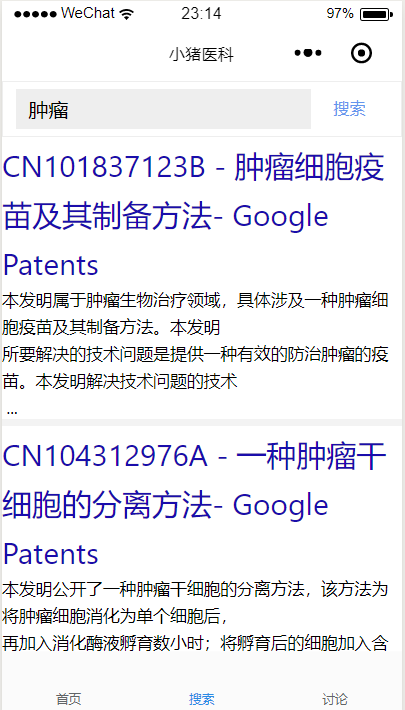 WeChat 23:14 97%
小猪医科
肿瘤 搜索
CN101837123B - 肿瘤细胞疫
苗及其制备方法- Google
Patents
本发明属于肿瘤生物治疗领域，具体涉及一种肿瘤细
胞疫苗及其制备方法。本发明
所要解决的技术问题是提供一种有效的防治肿瘤的疫
苗。本发明解决技术问题的技术
...
CN104312976A - 一种肿瘤干
细胞的分离方法- Google
Patents
本发明公开了一种肿瘤干细胞的分离方法，该方法为
将肿瘤细胞消化为单个细胞后，
再加入消化酶液孵育数小时；将孵育后的细胞加入含
首页 搜索 讨论